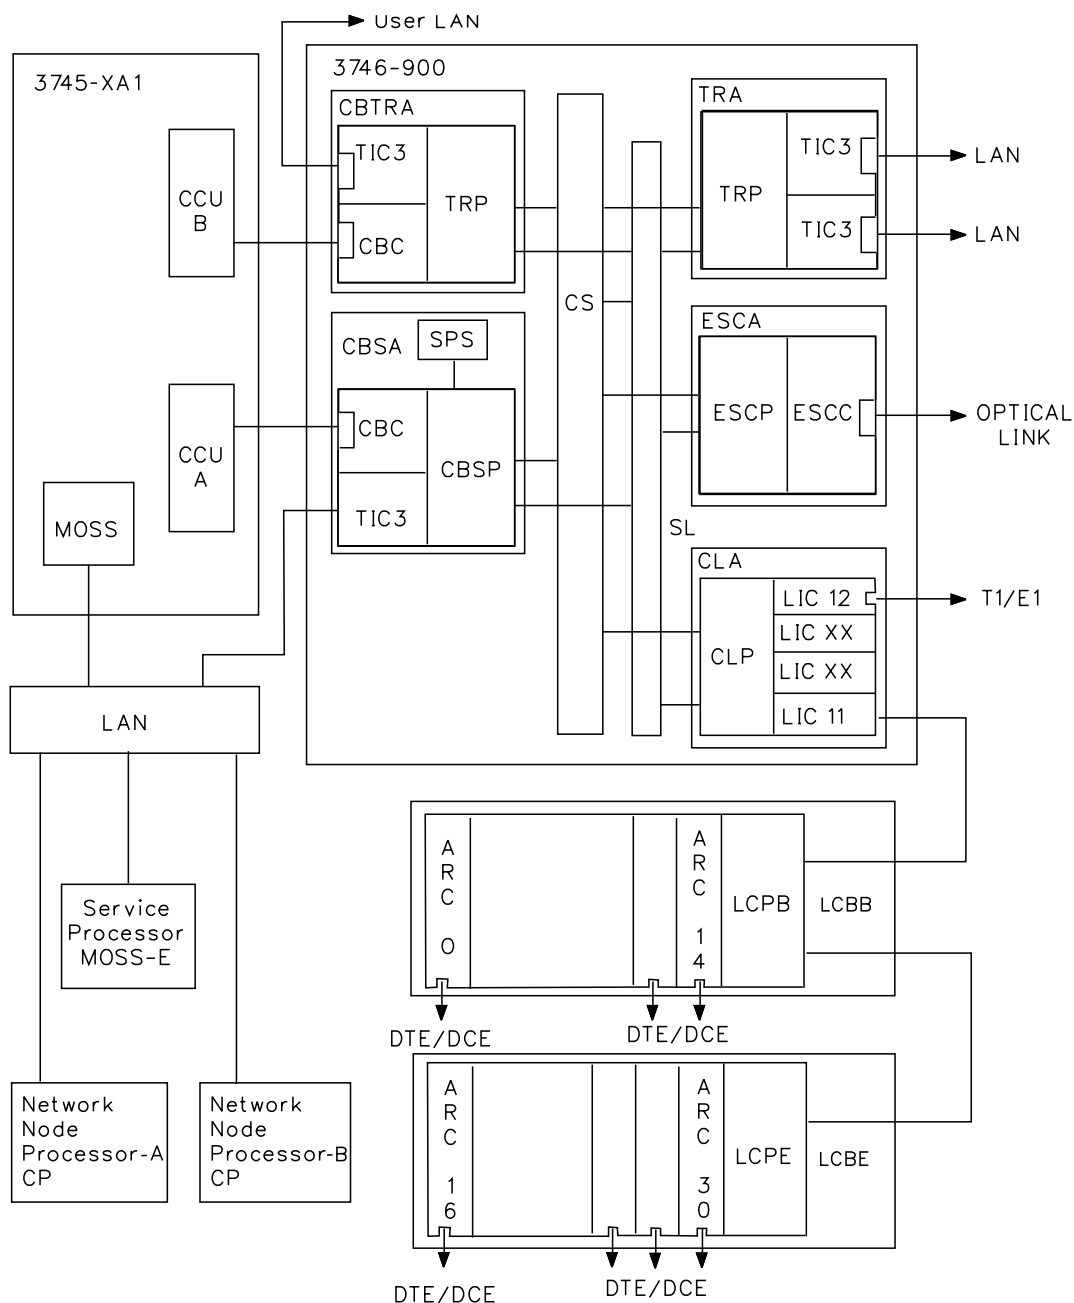 User LAN
3745-XA1
3746-900
CBTRA
TIC3
TRP
CBC
CCU
B
TRA
TIC3
TRP
TIC3
LAN
LAN
CS
CBSA
SPS
CBC
CBSP
TIC3
CCU
A
MOSS
ESCA
ESCP
ESCC
OPTICAL
LINK
SL
CLA
LIC 12
LIC XX
CLP
LIC XX
LIC 11
T1/E1
LAN
Service
Processor
MOSS-E
Network
Node
Processor-A
CP
Network
Node
Processor-B
CP
A
R
C
0
A
R
C
1
4
LCPB
LCBB
DTE/DCE
DTE/DCE
A
R
C
1
6
A
R
C
3
0
LCPE
LCBE
DTE/DCE
DTE/DCE